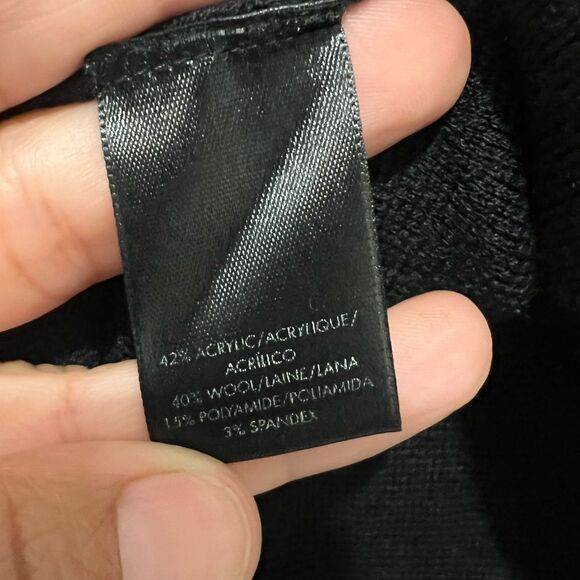 42% ACRYLIC/ACRYLIQUE/
ACRÍLICO
40% WOOL/LAINE/LANA
15% POLYAMIDE/POLIAMIDA
3% SPANDEX